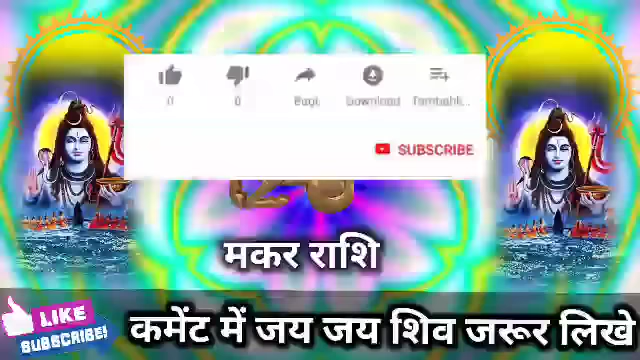 0 0 Bagi Download Tambahk...
SUBSCRIBE
मकर राशि
LIKE
SUBSCRIBE!
कमेंट में जय जय शिव जरूर लिखे